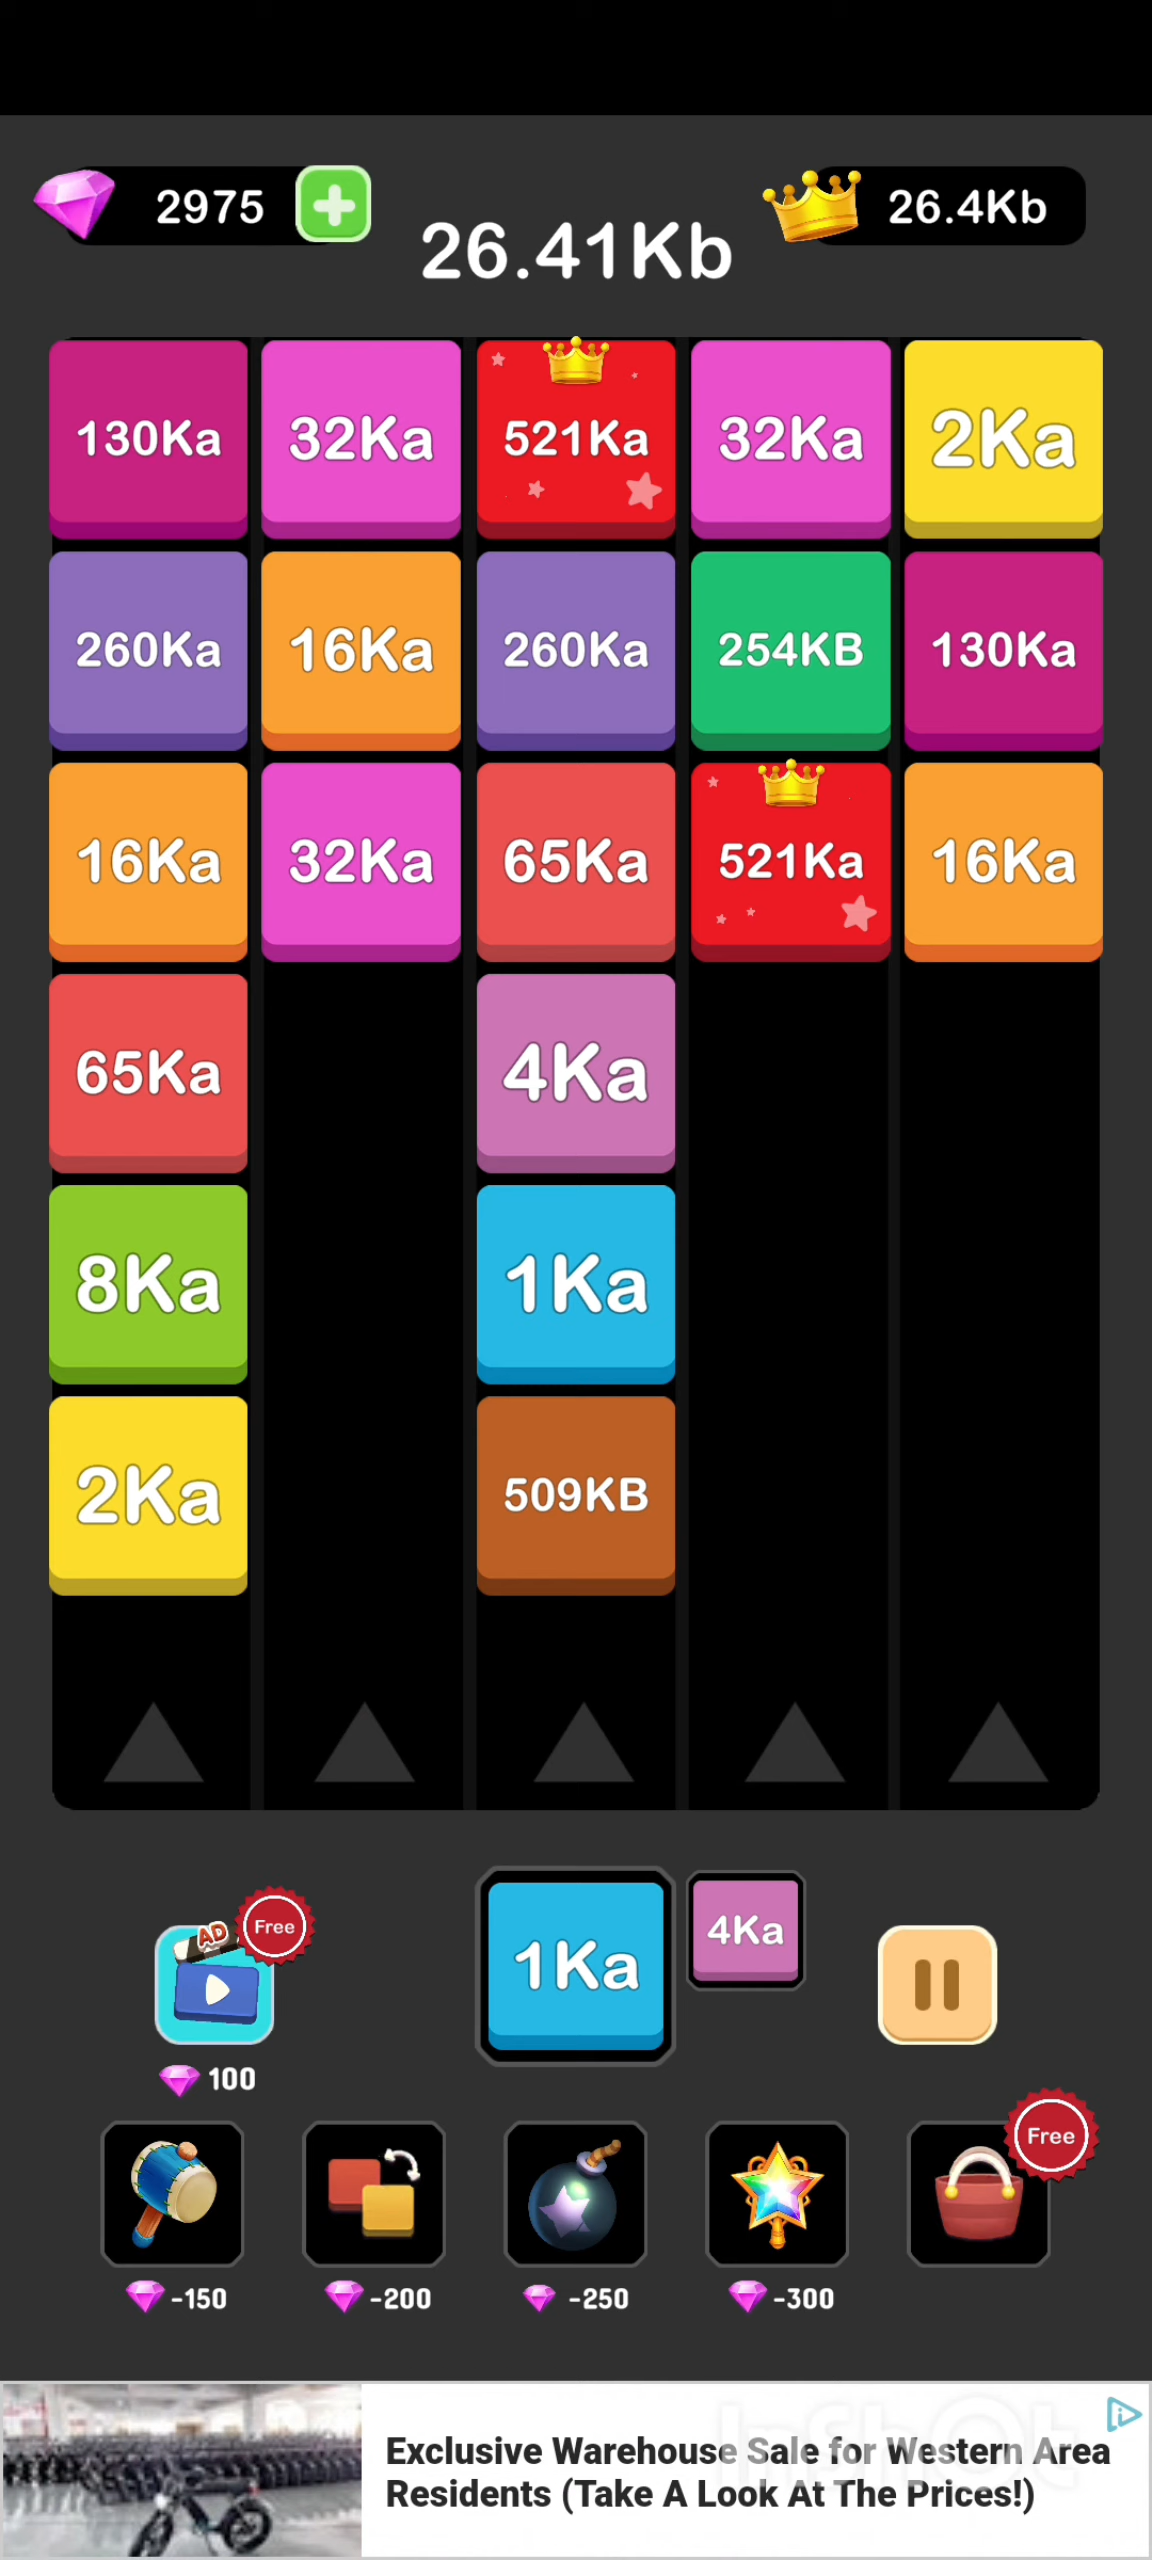 2975
26.4Kb
26.41Kb
130Ka 32Ka 521Ka 32Ka 2Ka
260Ka 16Ka 260Ka 254KB 130Ka
16Ka 32Ka 65Ka 521Ka 16Ka
65Ka 4Ka
8Ka 1Ka
2Ka 509KB
AD Free
1Ka
4Ka
100
Free
-150 -200 -250 -300
Exclusive Warehouse Sale for Western Area
Residents (Take A Look At The Prices!)
InShOt